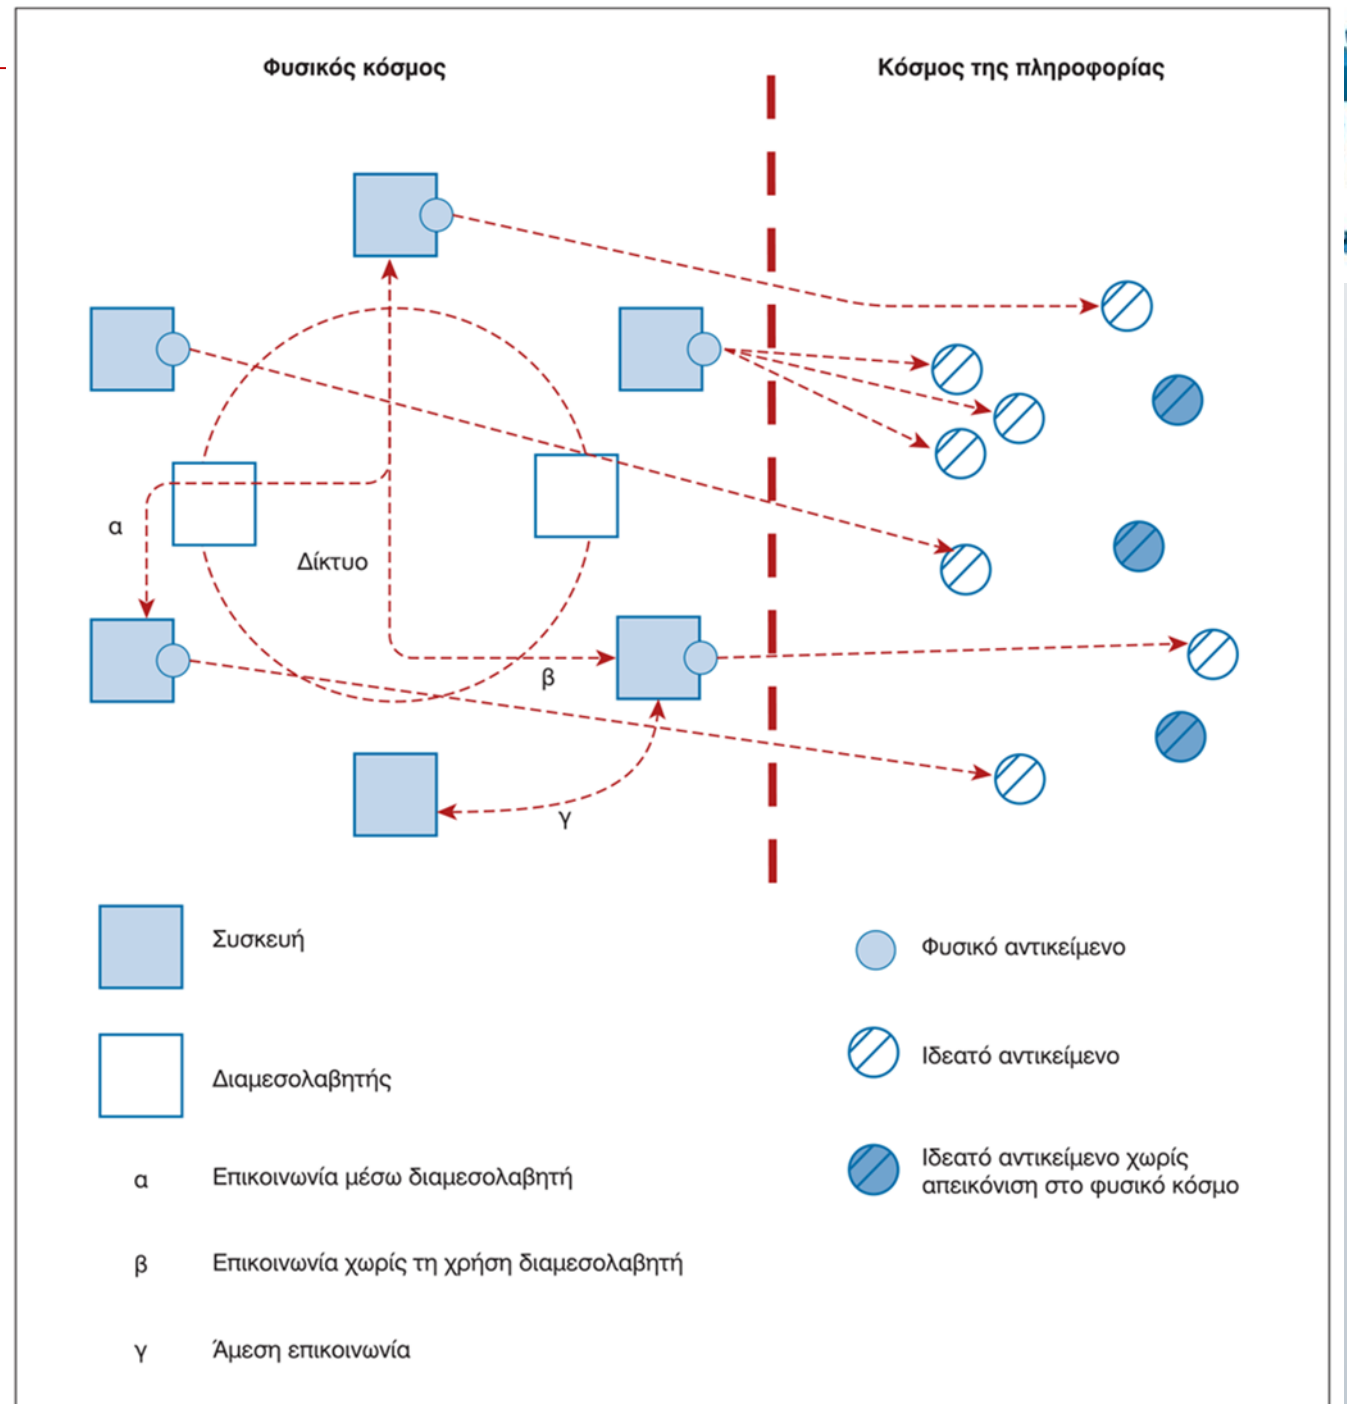 Φυσικός κόσμος
Κόσμος της πληροφορίας
α
Δίκτυο
β
γ
Συσκευή
Φυσικό αντικείμενο
Διαμεσολαβητής
Ιδεατό αντικείμενο
α Επικοινωνία μέσω διαμεσολαβητή
Ιδεατό αντικείμενο χωρίς
απεικόνιση στο φυσικό κόσμο
β Επικοινωνία χωρίς τη χρήση διαμεσολαβητή
γ Άμεση επικοινωνία